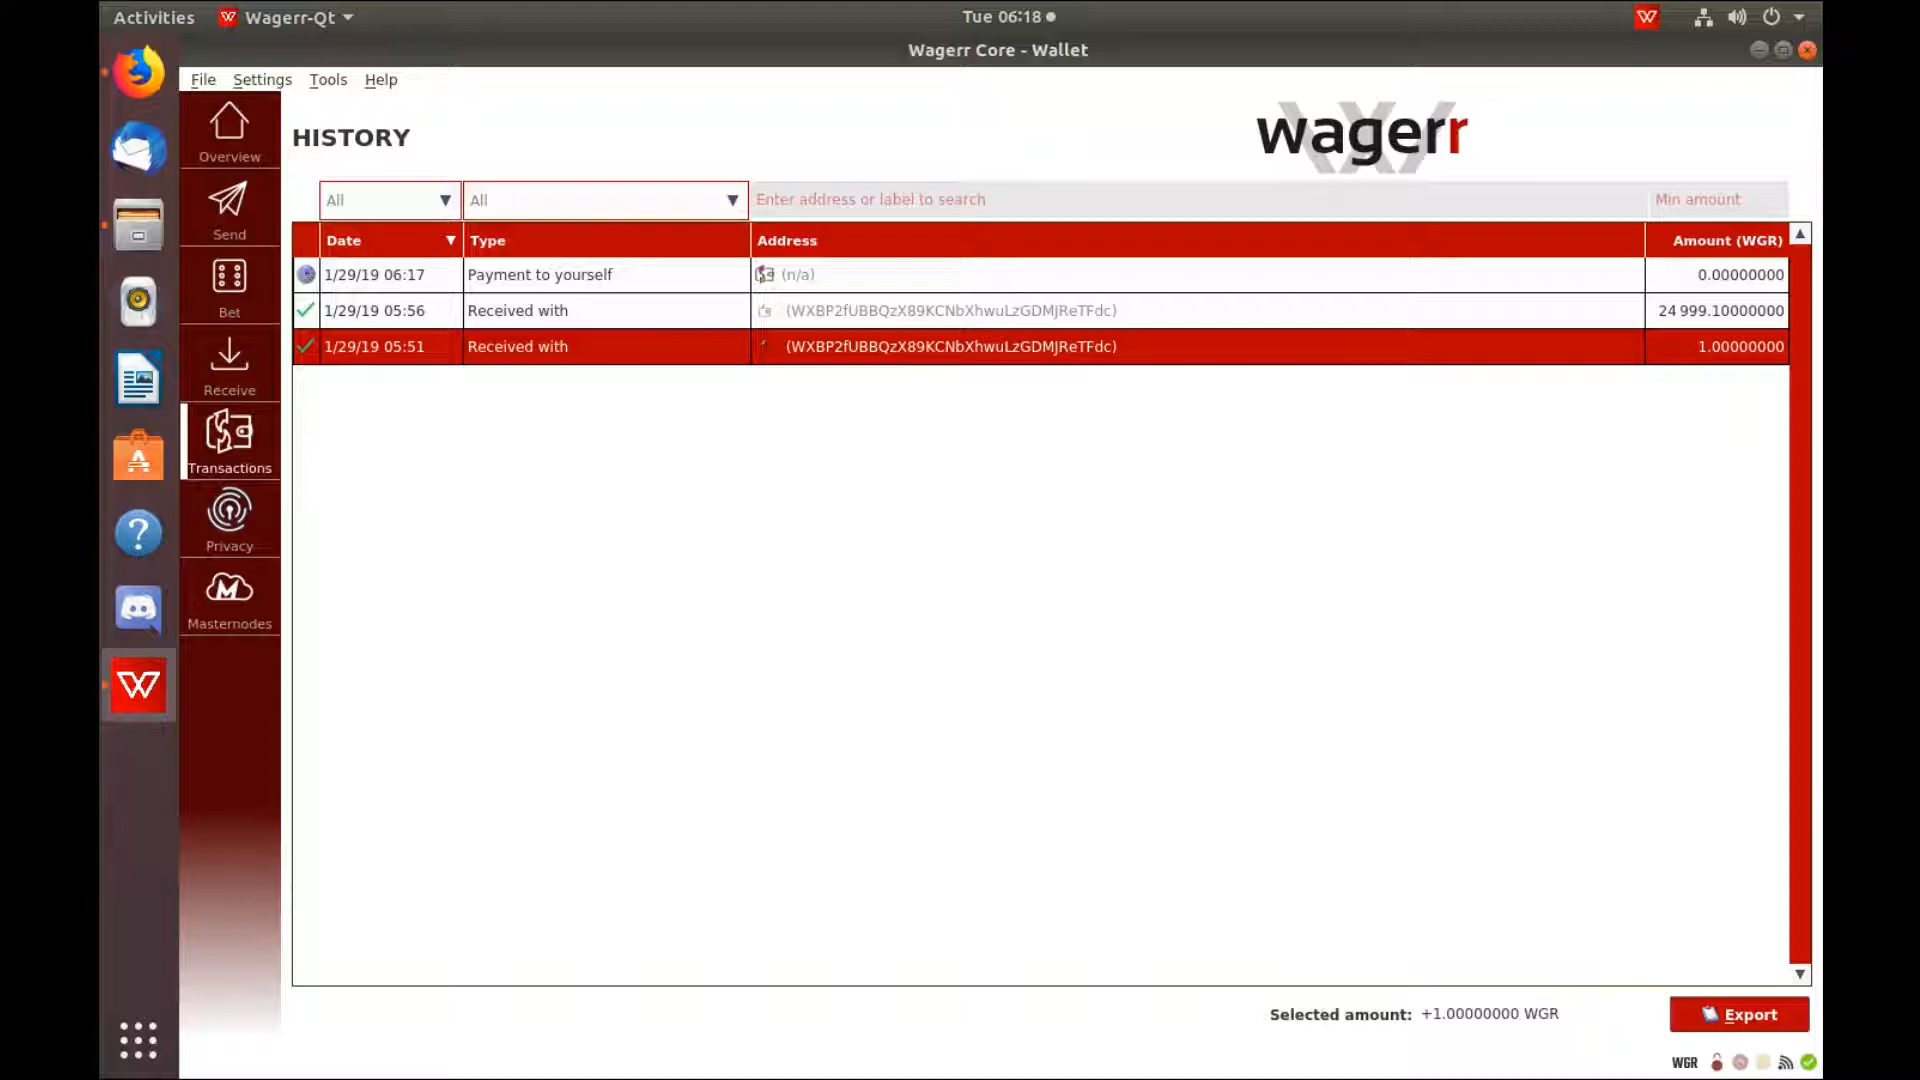 Activities Wagerr-Qt Tue 06:18
Wagerr Core - Wallet
File Settings Tools Help
Overview
Send
Bet
Receive
Transactions
Privacy
Masternodes
HISTORY
wagerr
All All Enter address or label to search Min amount
Date Type Address Amount (WGR)
1/29/19 06:17 Payment to yourself (n/a) 0.00000000
1/29/19 05:56 Received with (WXBP2fUBBQzX89KCNbXhwuLzGDMJReTFdc) 24 999.10000000
1/29/19 05:51 Received with (WXBP2fUBBQzX89KCNbXhwuLzGDMJReTFdc) 1.00000000
Selected amount: +1.00000000 WGR
Export
WGR